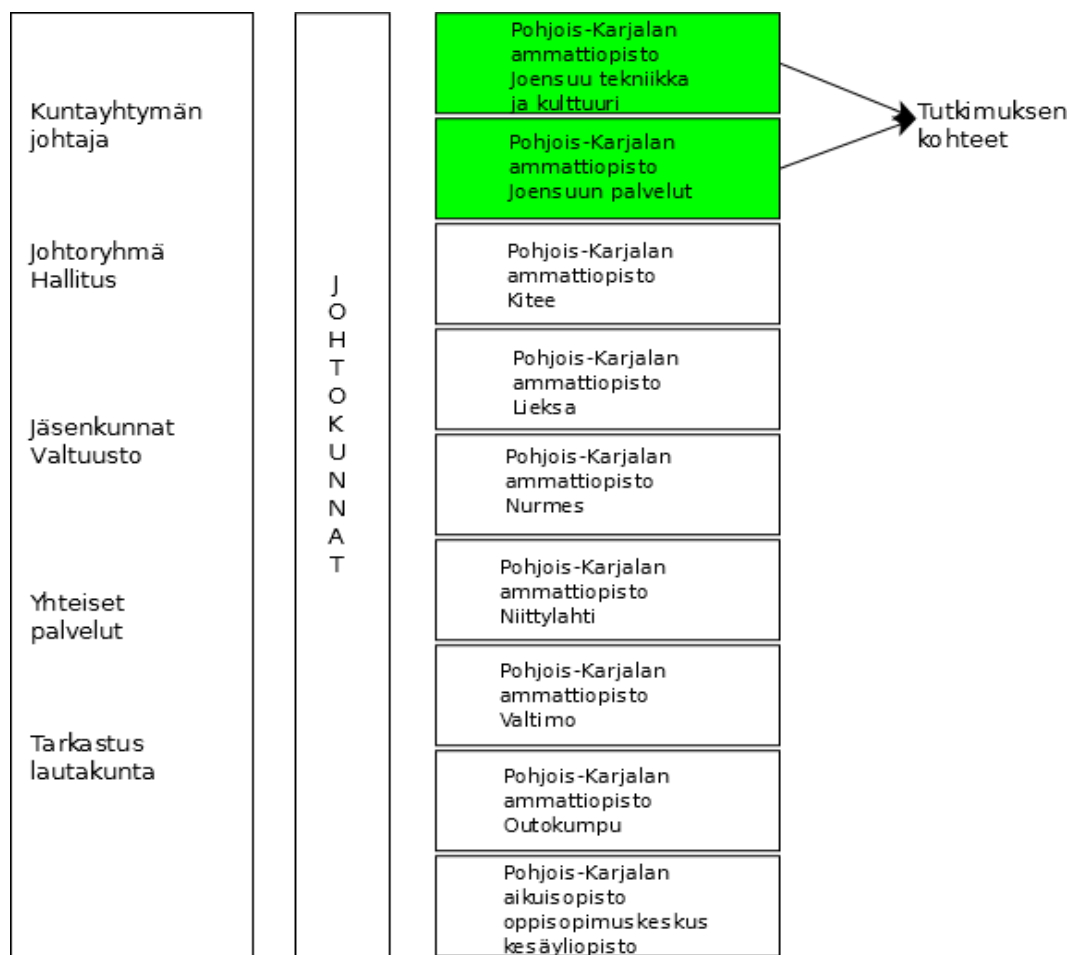 Kuntayhtymän
johtaja
Johtoryhmä
Hallitus
Jäsenkunnat
Valtuusto
Yhteiset
palvelut
Tarkastus
lautakunta
J
O
H
T
O
K
U
N
N
A
T
Pohjois-Karjalan
ammattiopisto
Joensuu tekniikka
ja kulttuuri
Pohjois-Karjalan
ammattiopisto
Joensuun palvelut
Pohjois-Karjalan
ammattiopisto
Kitee
Pohjois-Karjalan
ammattiopisto
Lieksa
Pohjois-Karjalan
ammattiopisto
Nurmes
Pohjois-Karjalan
ammattiopisto
Niittylahti
Pohjois-Karjalan
ammattiopisto
Valtimo
Pohjois-Karjalan
ammattiopisto
Outokumpu
Pohjois-Karjalan
aikuisopisto
oppisopimuskeskus
kesäyliopisto
Tutkimuksen
kohteet